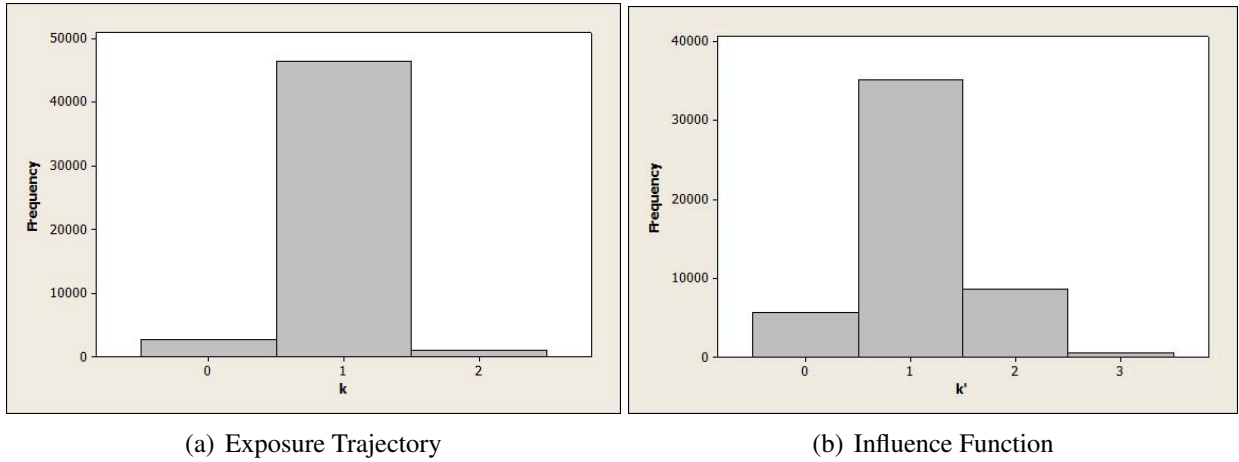 50000
40000
30000
20000
10000
0
Frequency
0 1 2
k
40000
30000
20000
10000
0
Frequency
0 1 2 3
k'
(a) Exposure Trajectory
(b) Influence Function